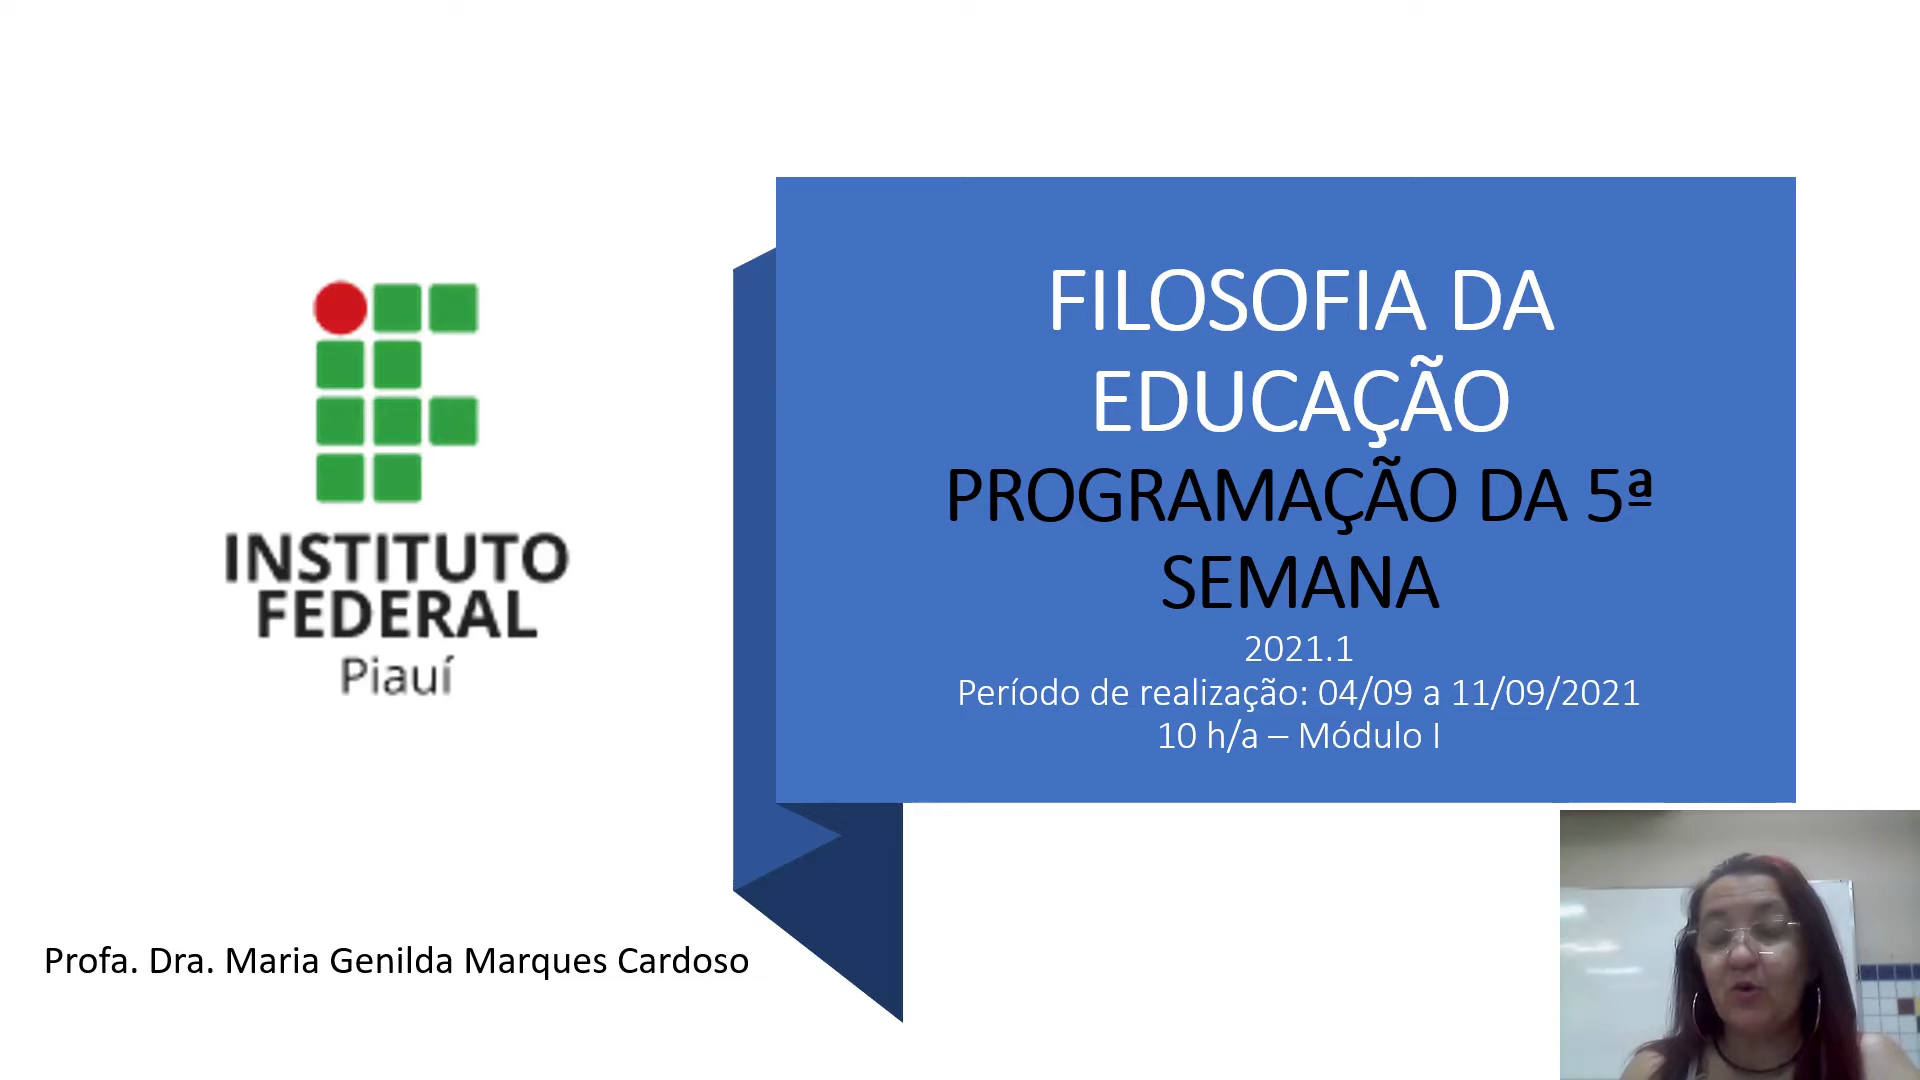 INSTITUTO
FEDERAL
Piauí
FILOSOFIA DA
EDUCAÇÃO
PROGRAMAÇÃO DA 5ª
SEMANA
2021.1
Período de realização: 04/09 a 11/09/2021
10 h/a – Módulo I
Profa. Dra. Maria Genilda Marques Cardoso